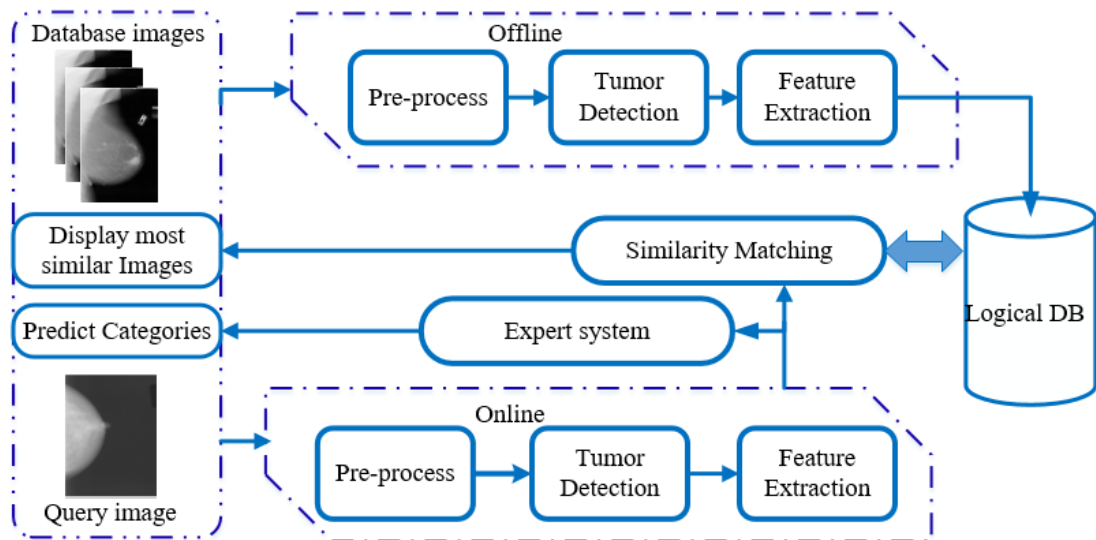 Database images
Offline
Pre-process
Tumor
Detection
Feature
Extraction
Display most
similar Images
Similarity Matching
Logical DB
Predict Categories
Expert system
Online
Pre-process
Tumor
Detection
Feature
Extraction
Query image